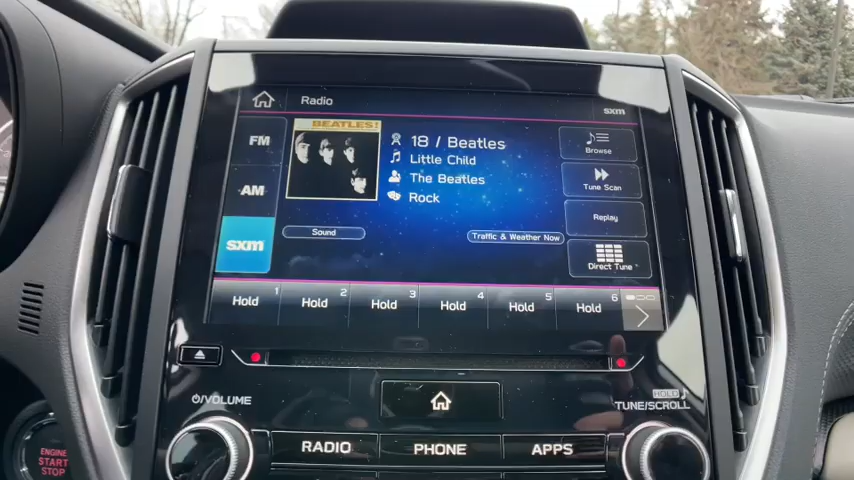 Radio
sxm
FM
AM
sxm
BEATLES!
18 / Beatles
Little Child
The Beatles
Rock
Sound
Traffic & Weather Now
Browse
Tune Scan
Replay
Direct Tune
Hold 1
Hold 2
Hold 3
Hold 4
Hold 5
Hold 6
VOLUME
HOLD
TUNE/SCROLL
RADIO
PHONE
APPS
ENGINE
START
STOP